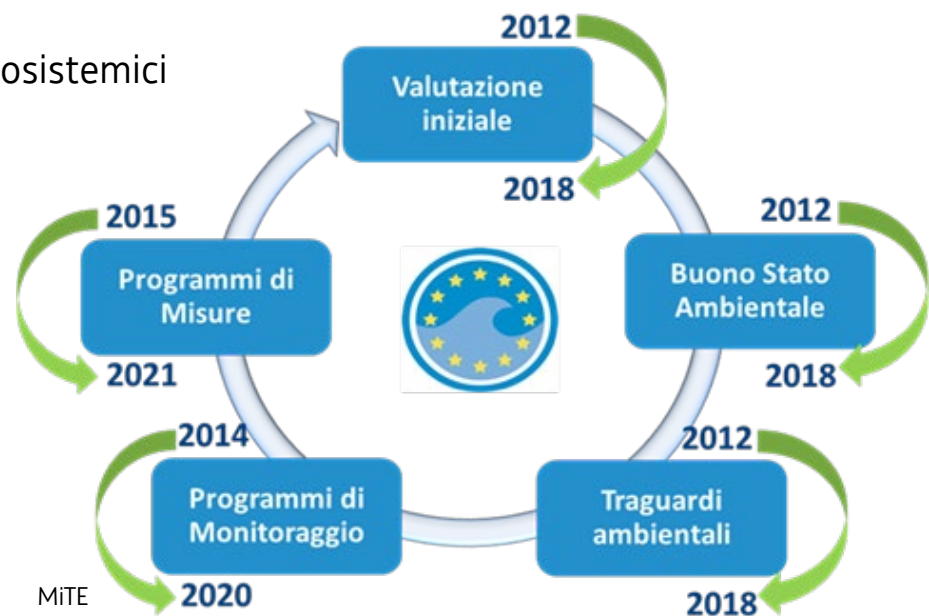 osistemici
2012
Valutazione
iniziale
2018
2012
Buono Stato
Ambientale
2018
2012
Traguardi
ambientali
2018
2014
Programmi di
Monitoraggio
2020
2015
Programmi di
Misure
2021
MiTE